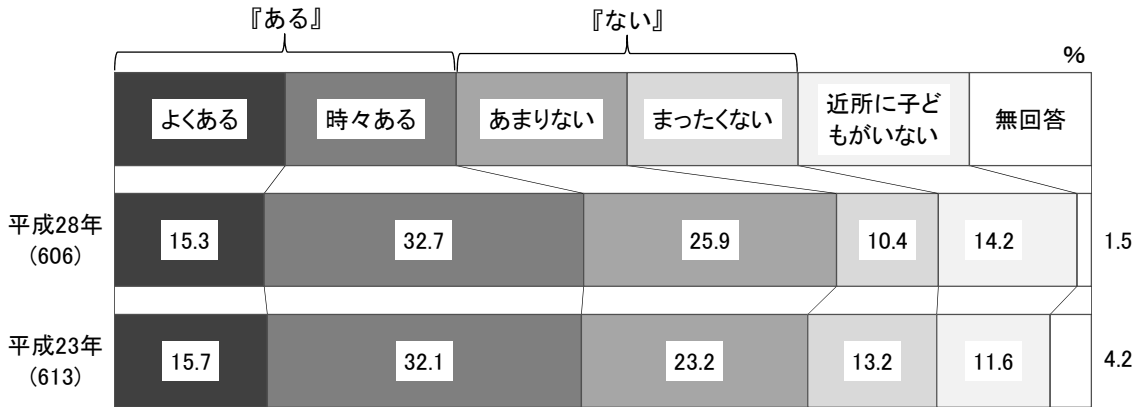 『ある』 『ない』
%
よくある 時々ある あまりない まったくない 近所に子ど
もがいない 無回答
平成28年
(606)
15.3 32.7 25.9 10.4 14.2 1.5
平成23年
(613)
15.7 32.1 23.2 13.2 11.6 4.2